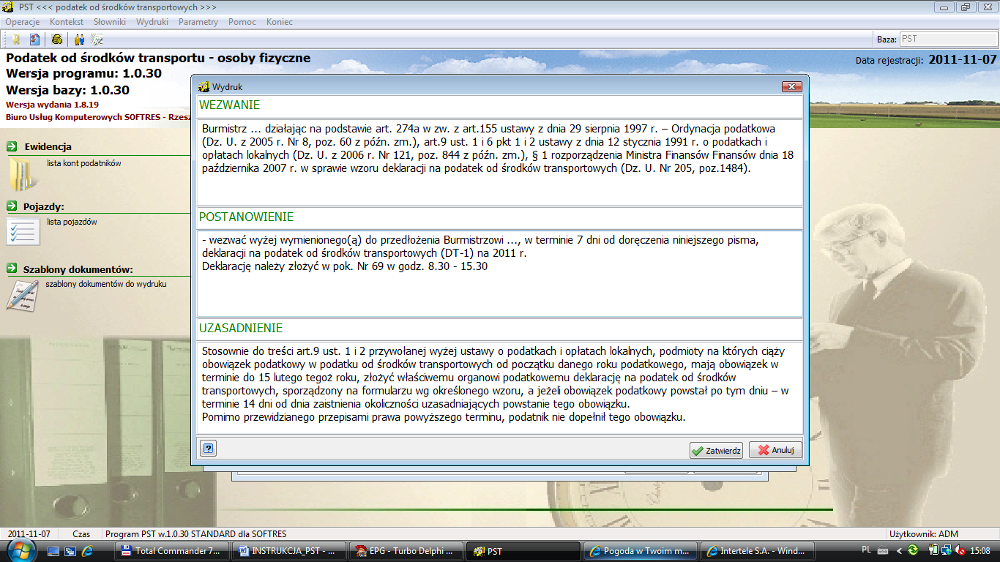 PST <<< podatek od środków transportowych >>>
Operacje Kontekst Słowniki Wydruki Parametry Pomoc Koniec
Baza: PST
Podatek od środków transportu - osoby fizyczne
Data rejestracji: 2011-11-07
Wersja programu: 1.0.30
Wersja bazy: 1.0.30
Wersja wydania 1.8.19
Biuro Usług Komputerowych SOFTRES - Rzesz
Ewidencja
lista kont podatników
Pojazdy:
lista pojazdów
Szablony dokumentów:
szablony dokumentów do wydruku
Wydruk
WEZWANIE
Burmistrz ... działając na podstawie art. 274a w zw. z art.155 ustawy z dnia 29 sierpnia 1997 r. – Ordynacja podatkowa
(Dz. U. z 2005 r. Nr 8, poz. 60 z późn. zm.), art.9 ust. 1 i 6 pkt 1 i 2 ustawy z dnia 12 stycznia 1991 r. o podatkach i
opłatach lokalnych (Dz. U. z 2006 r. Nr 121, poz. 844 z późn. zm.), § 1 rozporządzenia Ministra Finansów Finansów dnia 18
października 2007 r. w sprawie wzoru deklaracji na podatek od środków transportowych (Dz. U. Nr 205, poz.1484).
POSTANOWIENIE
- wezwać wyżej wymienionego(ą) do przedłożenia Burmistrzowi ..., w terminie 7 dni od doręczenia niniejszego pisma,
deklaracji na podatek od środków transportowych (DT-1) na 2011 r.
Deklarację należy złożyć w pok. Nr 69 w godz. 8.30 - 15.30
UZASADNIENIE
Stosownie do treści art.9 ust. 1 i 2 przywołanej wyżej ustawy o podatkach i opłatach lokalnych, podmioty na których ciąży
obowiązek podatkowy w podatku od środków transportowych od początku danego roku podatkowego, mają obowiązek w
terminie do 15 lutego tegoż roku, złożyć właściwemu organowi podatkowemu deklarację na podatek od środków
transportowych, sporządzony na formularzu wg określonego wzoru, a jeżeli obowiązek podatkowy powstał po tym dniu – w
terminie 14 dni od dnia zaistnienia okoliczności uzasadniających powstanie tego obowiązku.
Pomimo przewidzianego przepisami prawa powyższego terminu, podatnik nie dopełnił tego obowiązku.
Zatwierdz Anuluj
2011-11-07 Czas Program PST w.1.0.30 STANDARD dla SOFTRES Użytkownik: ADM
Total Commander 7... INSTRUKCJA_PST - ... EPG - Turbo Delphi ... PST Pogoda w Twoim m... Intertele S.A. - Wind... PL 15:08